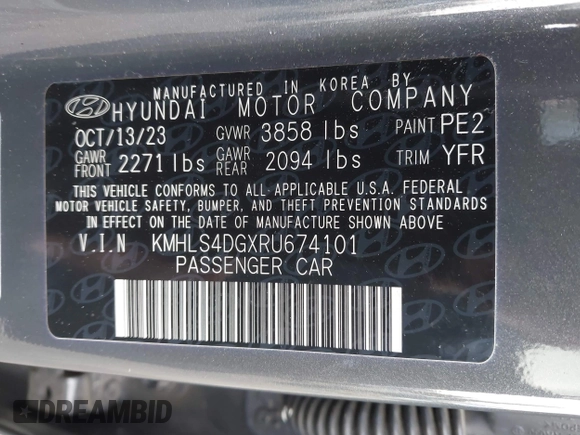 MANUFACTURED IN KOREA BY
HYUNDAI MOTOR COMPANY
OCT/13/23 GVWR 3858 lbs PAINT PE2
GAWR FRONT 2271 lbs GAWR REAR 2094 lbs TRIM YFR
THIS VEHICLE CONFORMS TO ALL APPLICABLE U.S.A. FEDERAL
MOTOR VEHICLE SAFETY, BUMPER, AND THEFT PREVENTION STANDARDS
IN EFFECT ON THE DATE OF MANUFACTURE SHOWN ABOVE.
V.I.N KMHLS4DGXRU674101
PASSENGER CAR
DREAMBID